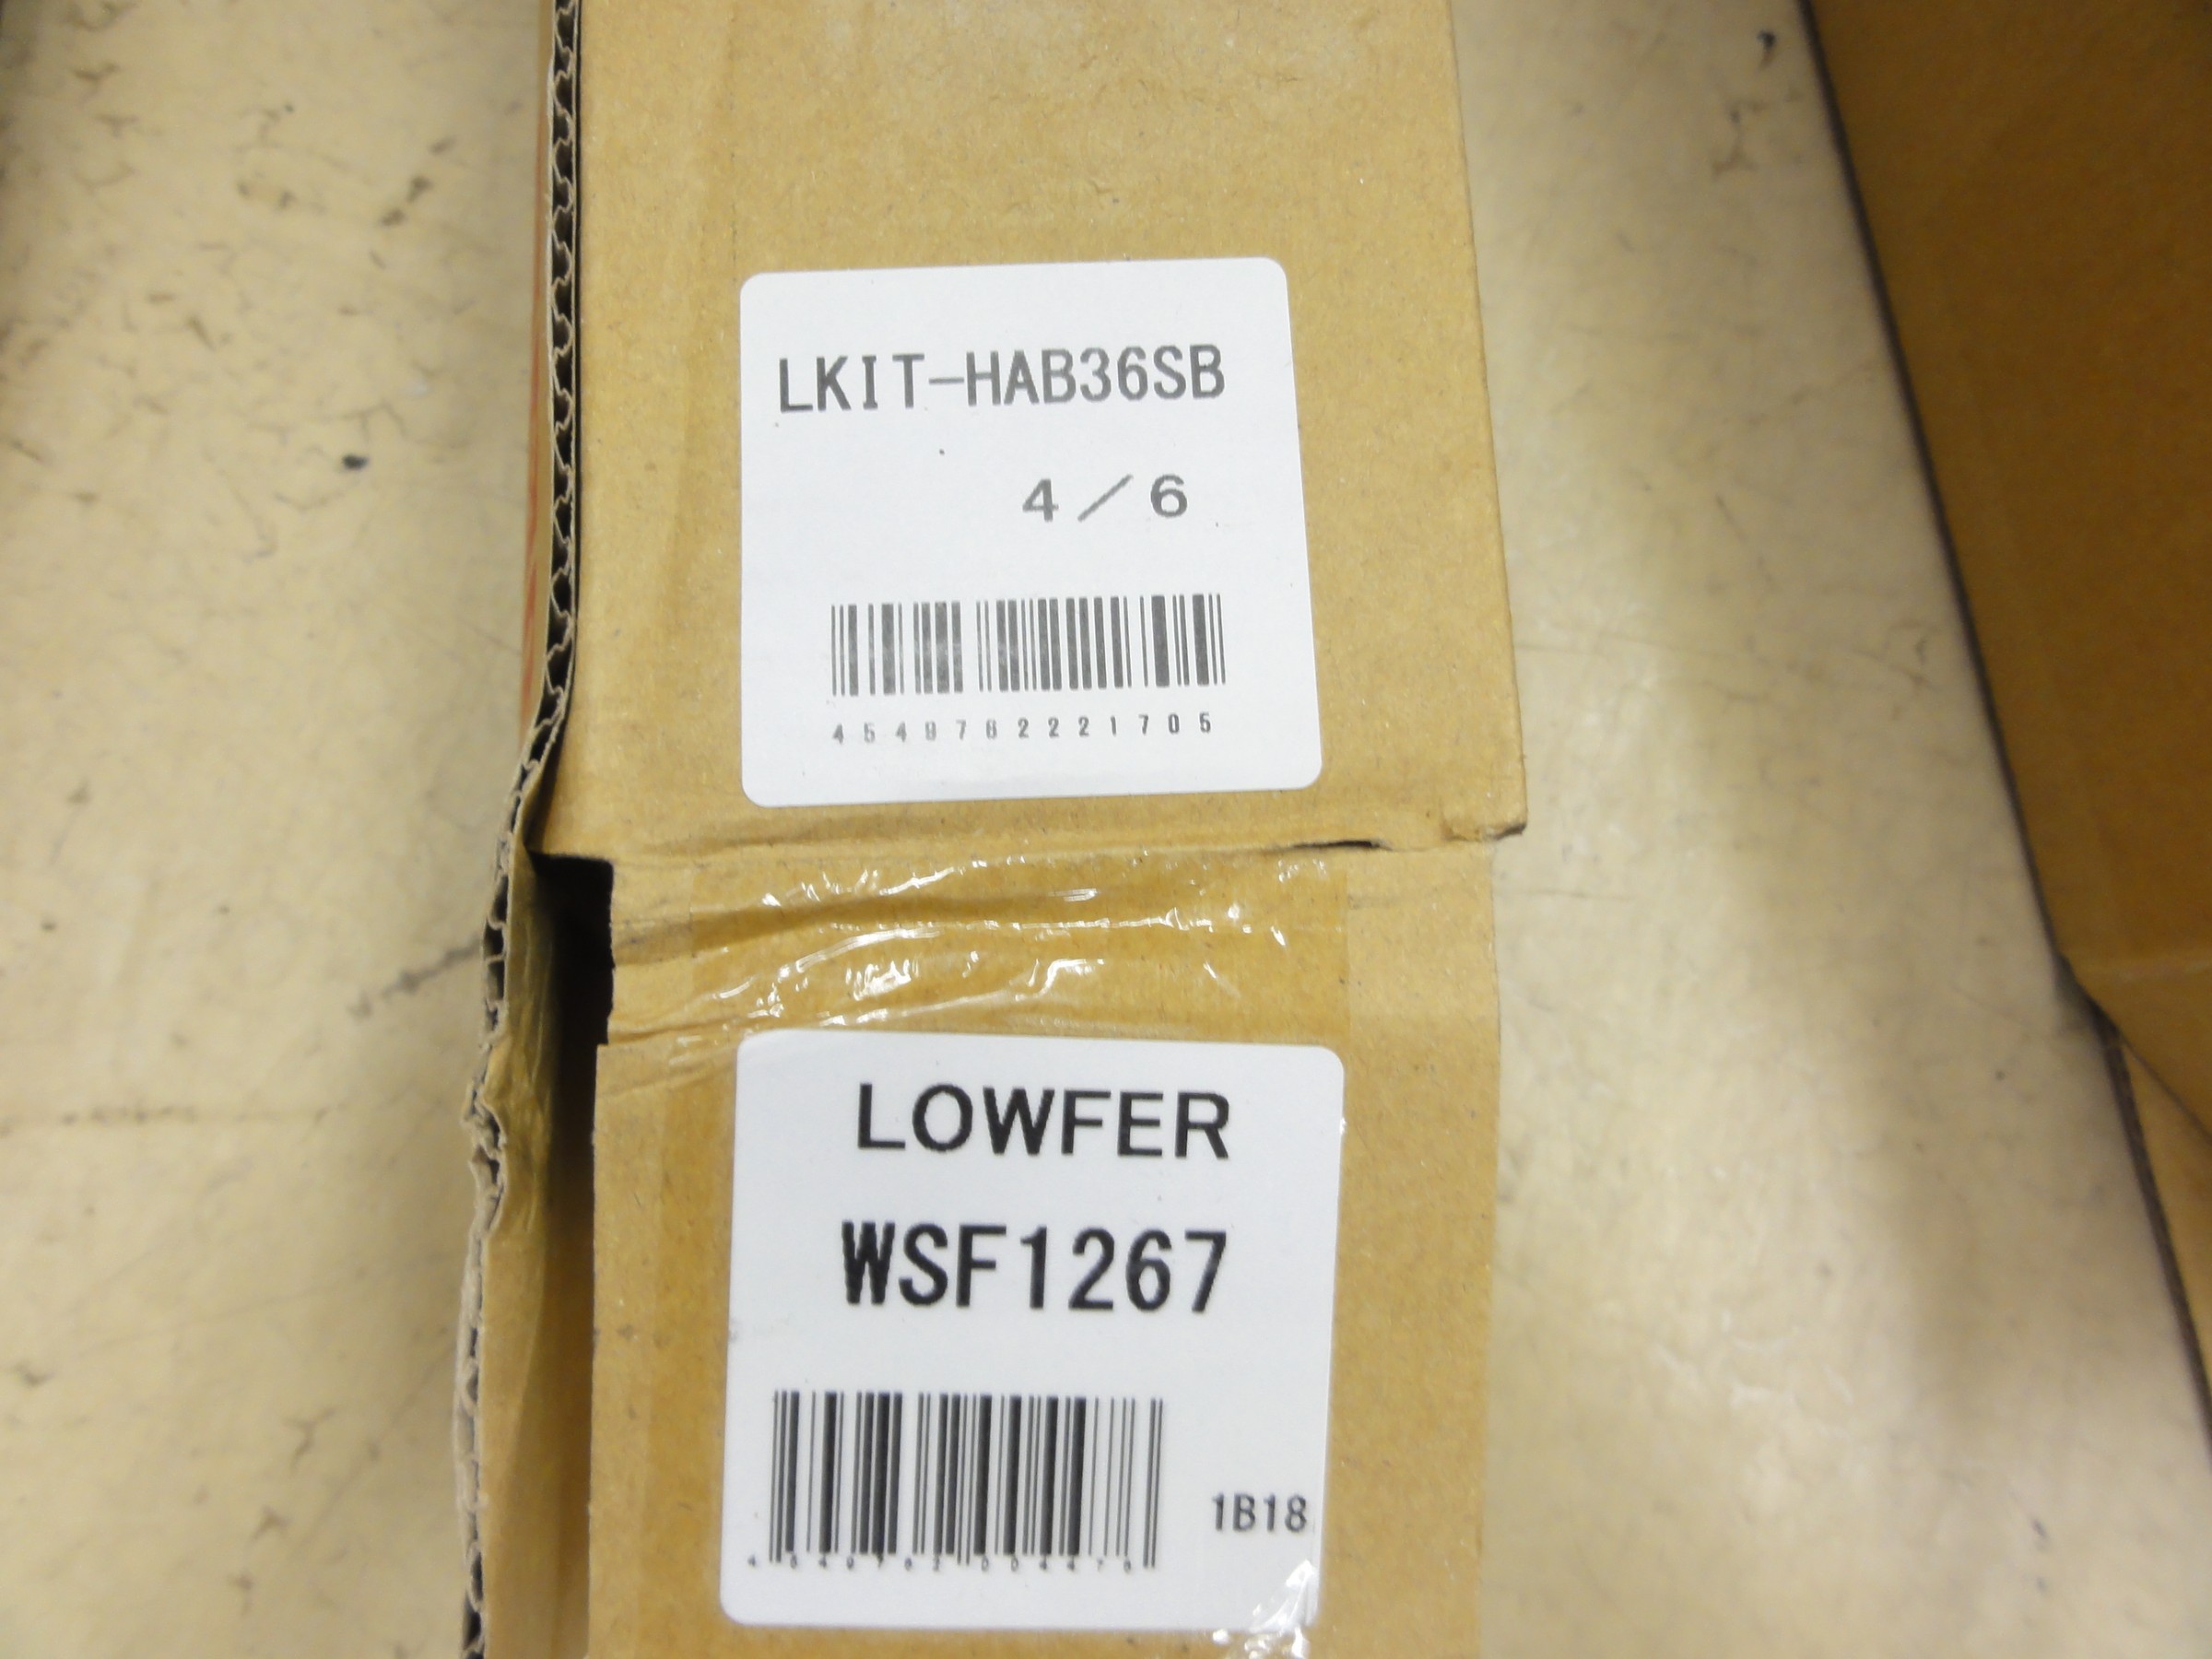 LKIT-HAB36SB
4／6
4549762221705
LOWFER
WSF1267
1B18